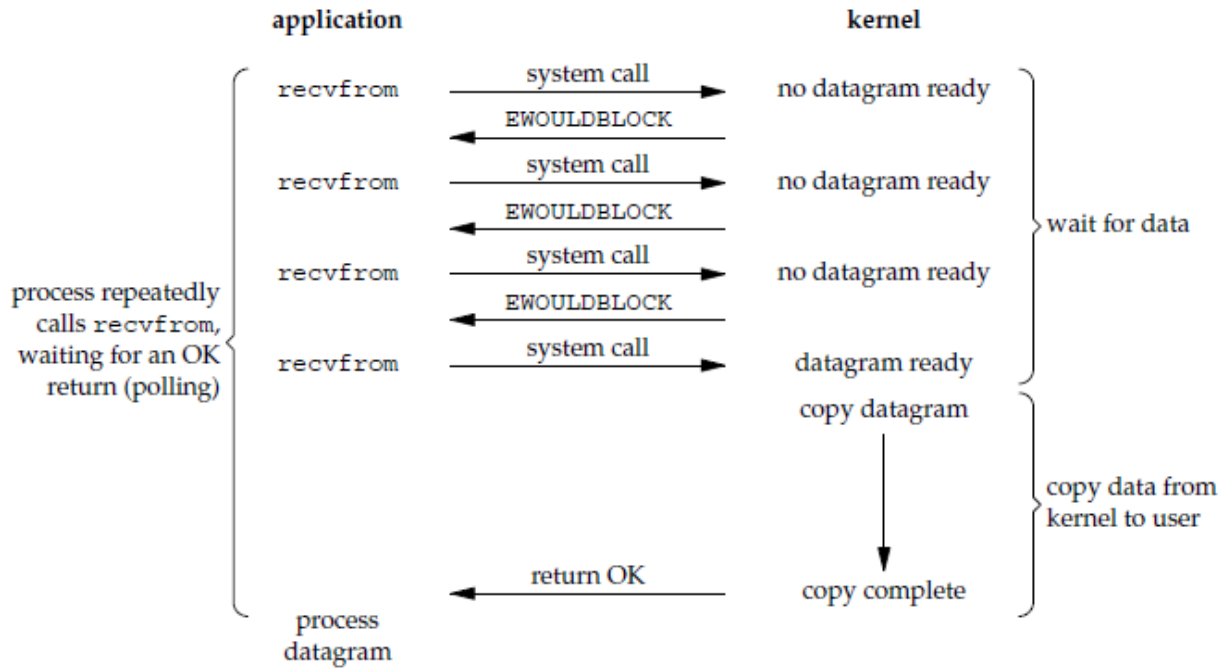 application
kernel
recvfrom
system call
no datagram ready
EWOULDBLOCK
recvfrom
system call
no datagram ready
EWOULDBLOCK
wait for data
recvfrom
system call
no datagram ready
process repeatedly
calls recvfrom,
waiting for an OK
return (polling)
EWOULDBLOCK
recvfrom
system call
datagram ready
copy datagram
copy data from
kernel to user
return OK
copy complete
process
datagram